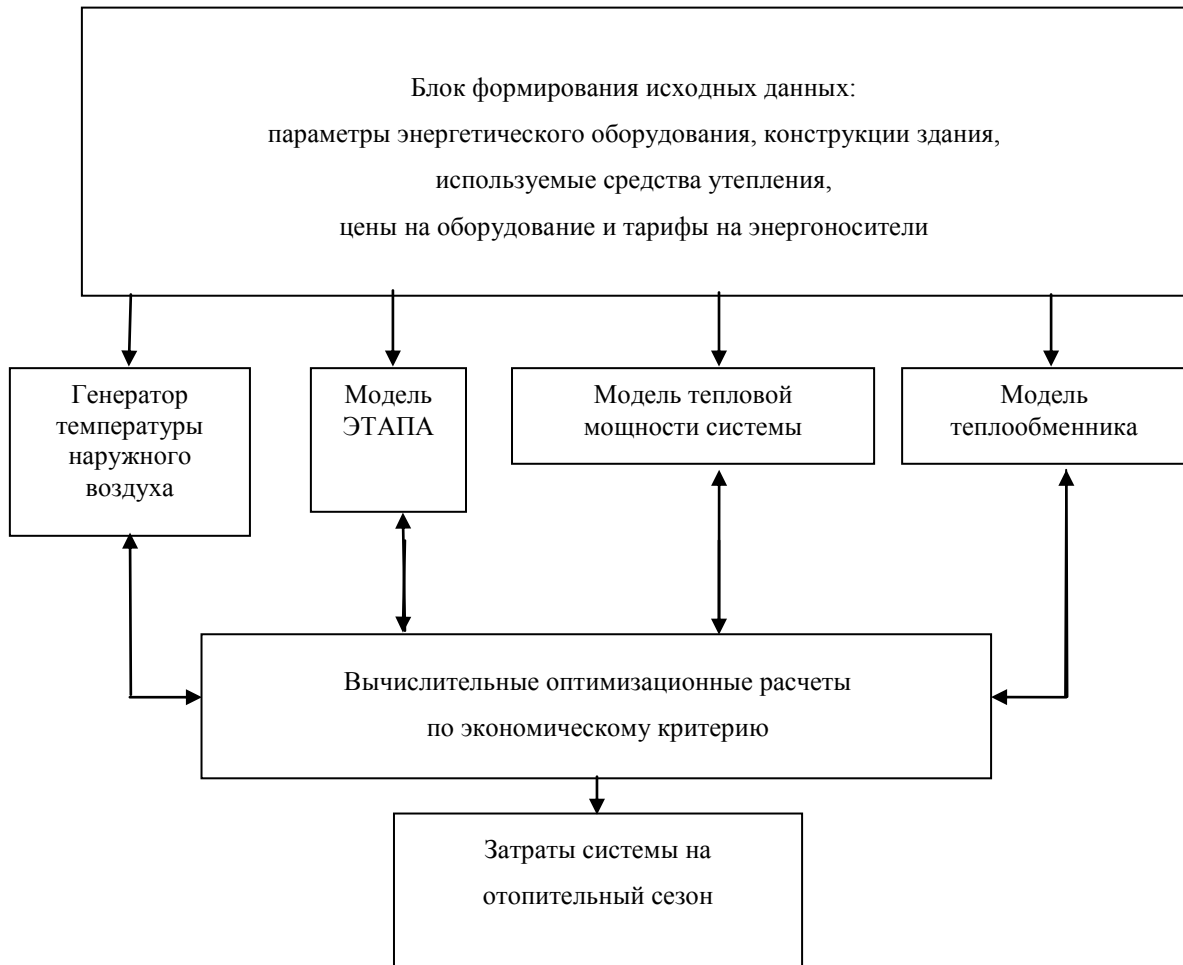 Блок формирования исходных данных:
параметры энергетического оборудования, конструкции здания,
используемые средства утепления,
цены на оборудование и тарифы на энергоносители
Генератор
температуры
наружного
воздуха
Модель
ЭТАПА
Модель тепловой
мощности системы
Модель
теплообменника
Вычислительные оптимизационные расчеты
по экономическому критерию
Затраты системы на
отопительный сезон